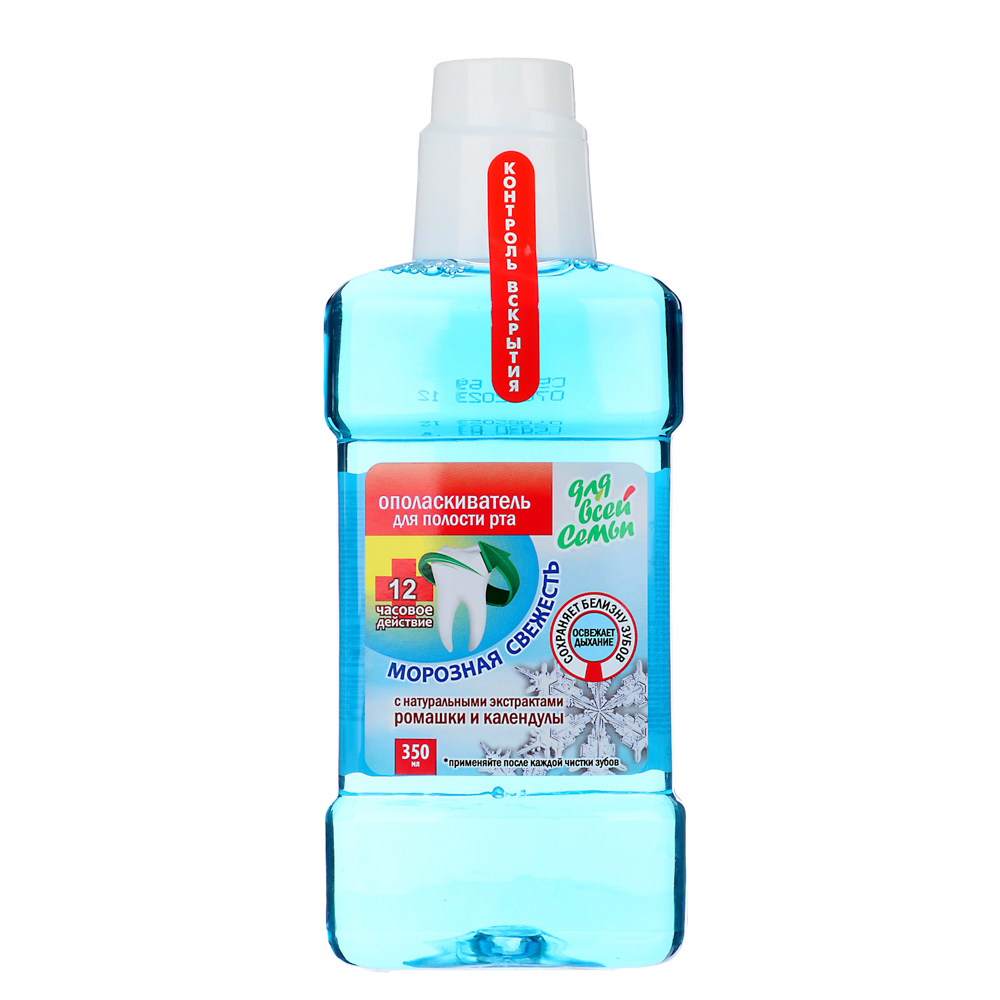 КОНТРОЛЬ ВСКРЫТИЯ
ОПОЛАСКИВАТЕЛЬ
ДЛЯ ПОЛОСТИ РТА
для
всей
семьи
12
ЧАСОВОЕ
ДЕЙСТВИЕ
МОРОЗНАЯ СВЕЖЕСТЬ
СОХРАНЯЕТ БЕЛИЗНУ ЗУБОВ
ОСВЕЖАЕТ
ДЫХАНИЕ
С НАТУРАЛЬНЫМИ ЭКСТРАКТАМИ
РОМАШКИ И КАЛЕНДУЛЫ
350
МЛ
*ПРИМЕНЯЙТЕ ПОСЛЕ КАЖДОЙ ЧИСТКИ ЗУБОВ